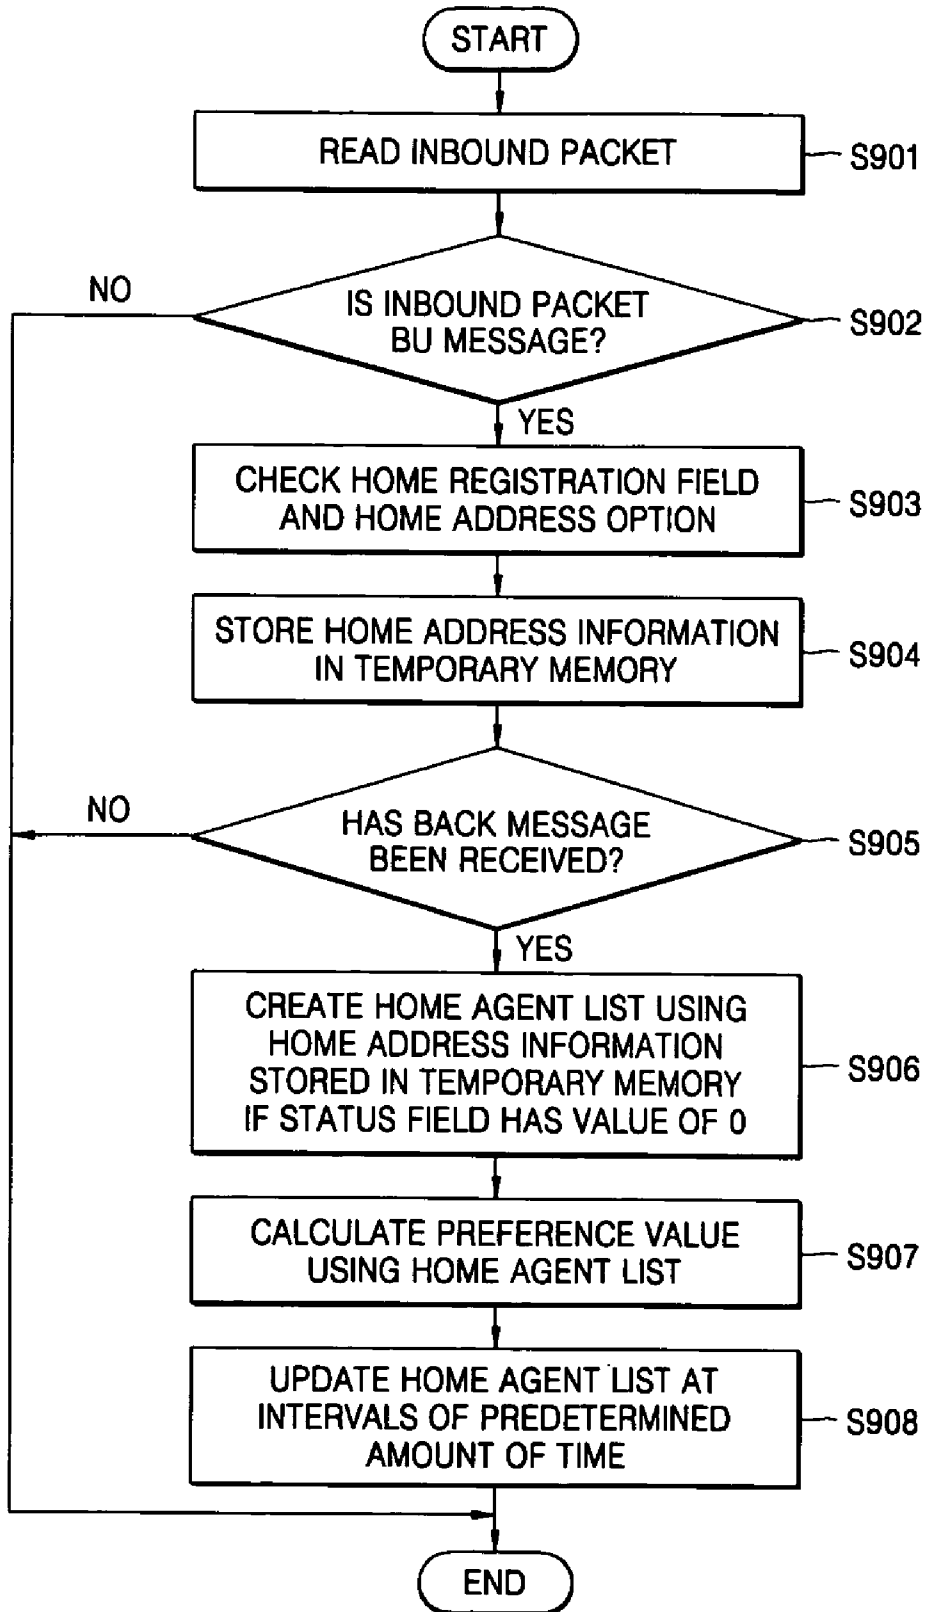 START
READ INBOUND PACKET
S901
NO
IS INBOUND PACKET
BU MESSAGE?
S902
YES
CHECK HOME REGISTRATION FIELD
AND HOME ADDRESS OPTION
S903
STORE HOME ADDRESS INFORMATION
IN TEMPORARY MEMORY
S904
NO
HAS BACK MESSAGE
BEEN RECEIVED?
S905
YES
CREATE HOME AGENT LIST USING
HOME ADDRESS INFORMATION
STORED IN TEMPORARY MEMORY
IF STATUS FIELD HAS VALUE OF 0
S906
CALCULATE PREFERENCE VALUE
USING HOME AGENT LIST
S907
UPDATE HOME AGENT LIST AT
INTERVALS OF PREDETERMINED
AMOUNT OF TIME
S908
END